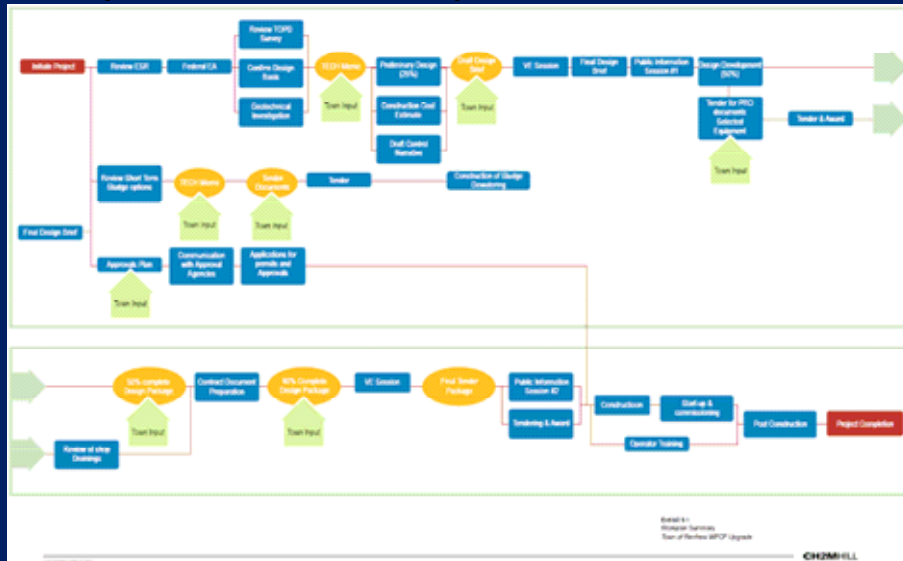 Initiate Project
Review ESR
Federal EA
Review TOPO
Survey
Confirm Design
Basis
Geotechnical
Investigation
TECH Memo
Town Input
Preliminary Design
(25%)
Construction Cost
Estimate
Draft Control
Narrative
Draft Design
Brief
Town Input
VE Session
Final Design
Brief
Public Information
Session #1
Design Development
(50%)
Tender for PRO
documents
Selected
Equipment
Town Input
Tender & Award
Review Short Term
Sludge options
TECH Memo
Town Input
Tender
Documents
Town Input
Tender
Construction of Sludge
Dewatering
Final Design Brief
Approvals Plan
Town Input
Communication
with Approval
Agencies
Applications for
permits and
Approvals
50% complete
Design Package
Town Input
Contract Document
Preparation
90% Complete
Design Package
Town Input
VE Session
Final Tender
Package
Public Information
Session #2
Tendering & Award
Construction
Start up &
commissioning
Operator Training
Post Construction
Project Completion
Review of shop
Drawings
Workplan Summary
Town of Renfrew WPCP Upgrade
CH2MHILL